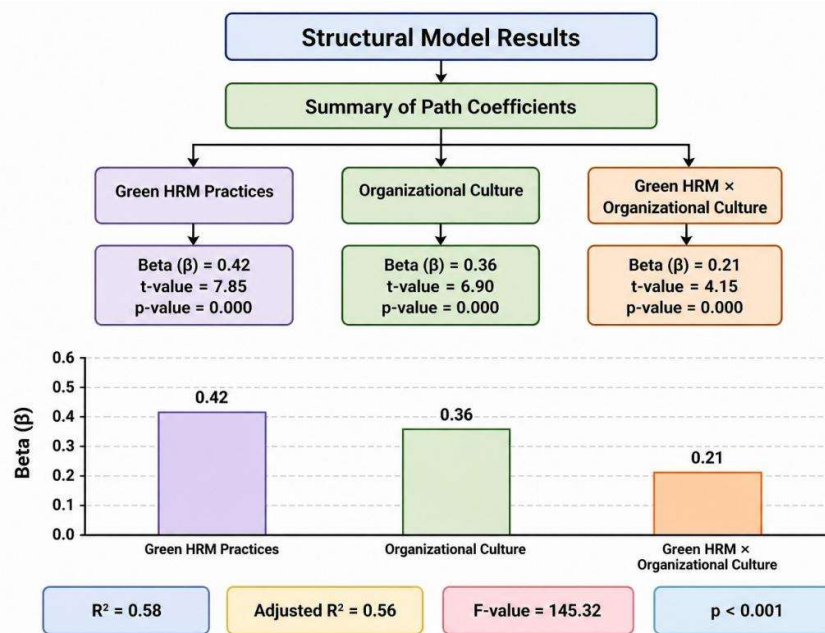 Structural Model Results
Summary of Path Coefficients
Green HRM Practices
Organizational Culture
Green HRM ×
Organizational Culture
Beta (β) = 0.42
t-value = 7.85
p-value = 0.000
Beta (β) = 0.36
t-value = 6.90
p-value = 0.000
Beta (β) = 0.21
t-value = 4.15
p-value = 0.000
Beta (β)
0.6
0.5
0.4
0.3
0.2
0.1
0.0
0.42
0.36
0.21
Green HRM Practices
Organizational Culture
Green HRM ×
Organizational Culture
R² = 0.58
Adjusted R² = 0.56
F-value = 145.32
p < 0.001